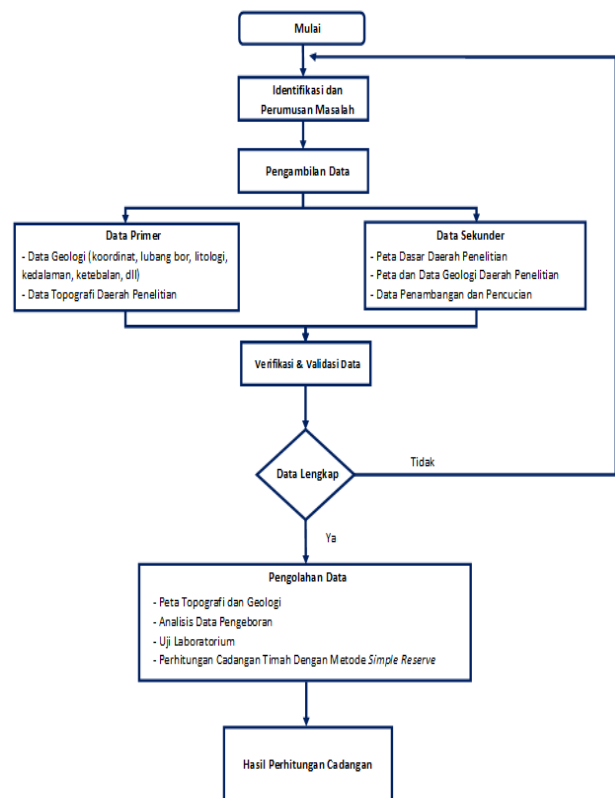 Mulai
Identifikasi dan
Perumusan Masalah
Pengambilan Data
Data Primer
- Data Geologi (koordinat, lubang bor, litologi,
kedalaman, ketebalan, dll)
- Data Topografi Daerah Penelitian
Data Sekunder
- Peta Dasar Daerah Penelitian
- Peta dan Data Geologi Daerah Penelitian
- Data Penambangan dan Pencucian
Verifikasi & Validasi Data
Data Lengkap
Tidak
Ya
Pengolahan Data
- Peta Topografi dan Geologi
- Analisis Data Pengeboran
- Uji Laboratorium
- Perhitungan Cadangan Timah Dengan Metode Simple Reserve
Hasil Perhitungan Cadangan